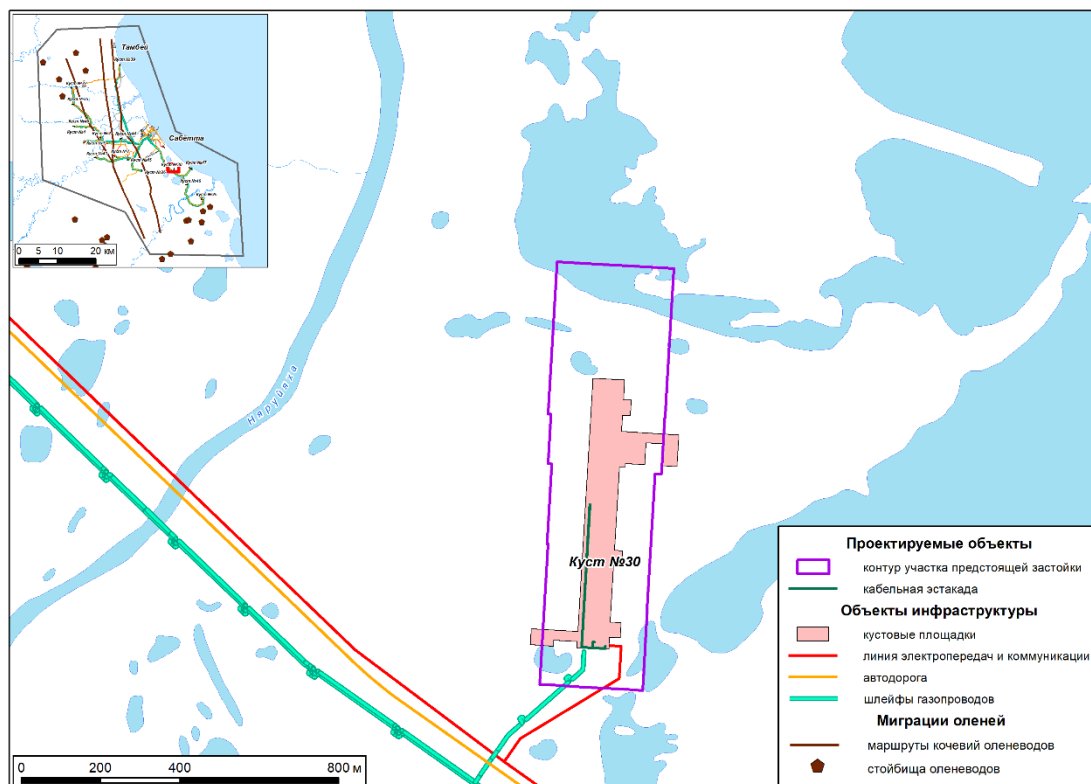 Тамбей
Сабетта
0 5 10 20 КМ
Няруйяха
Куст №30
Проектируемые объекты
контур участка предстоящей застойки
кабельная эстакада
Объекты инфраструктуры
кустовые площадки
линия электропередач и коммуникации
автодорога
шлейфы газопроводов
Миграции оленей
маршруты кочевий оленеводов
стойбища оленеводов
0 200 400 800 М